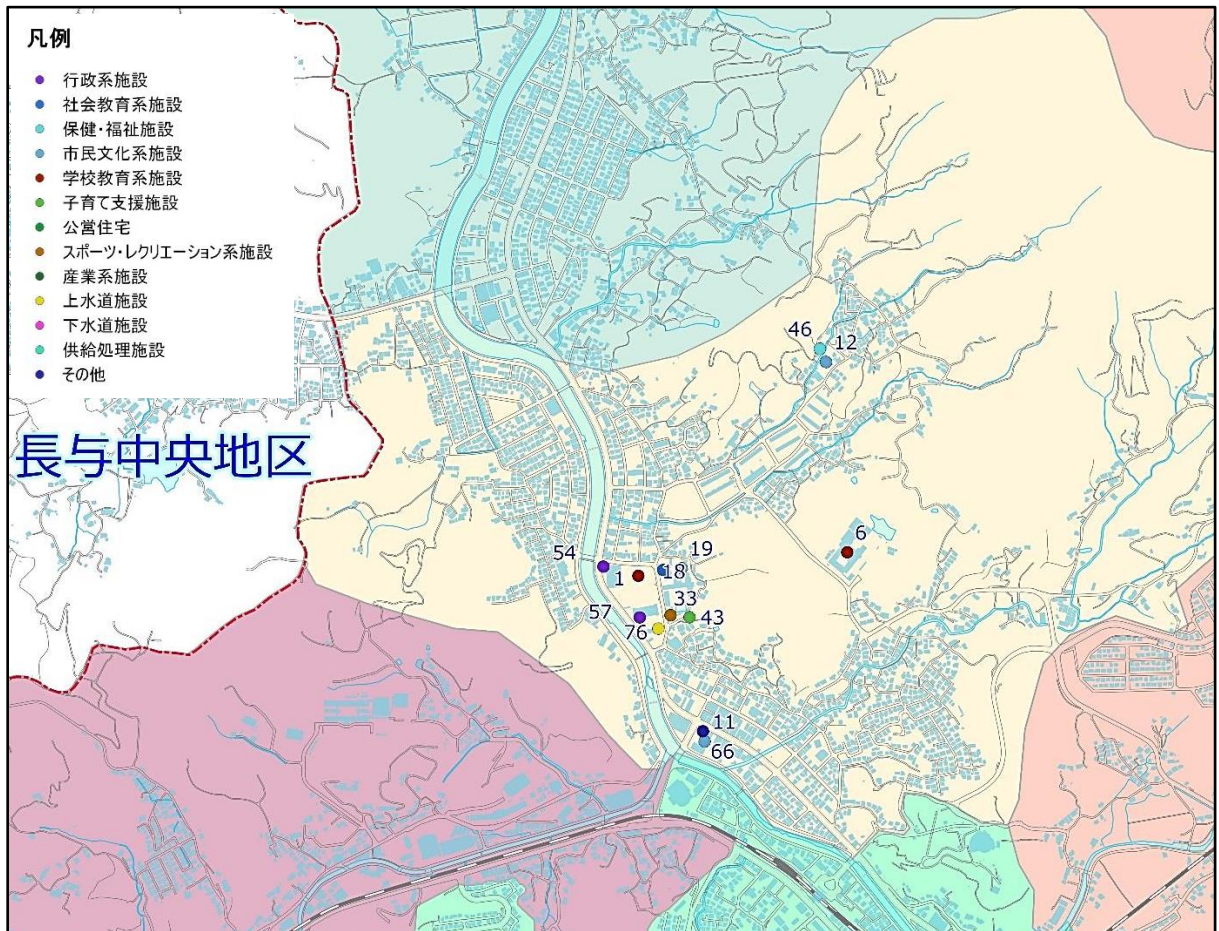 凡例
行政系施設
社会教育系施設
保健・福祉施設
市民文化系施設
学校教育系施設
子育て支援施設
公営住宅
スポーツ・レクリエーション系施設
産業系施設
上水道施設
下水道施設
供給処理施設
その他
長与中央地区
46
12
6
54
19
1
18
57
33
43
76
11
66